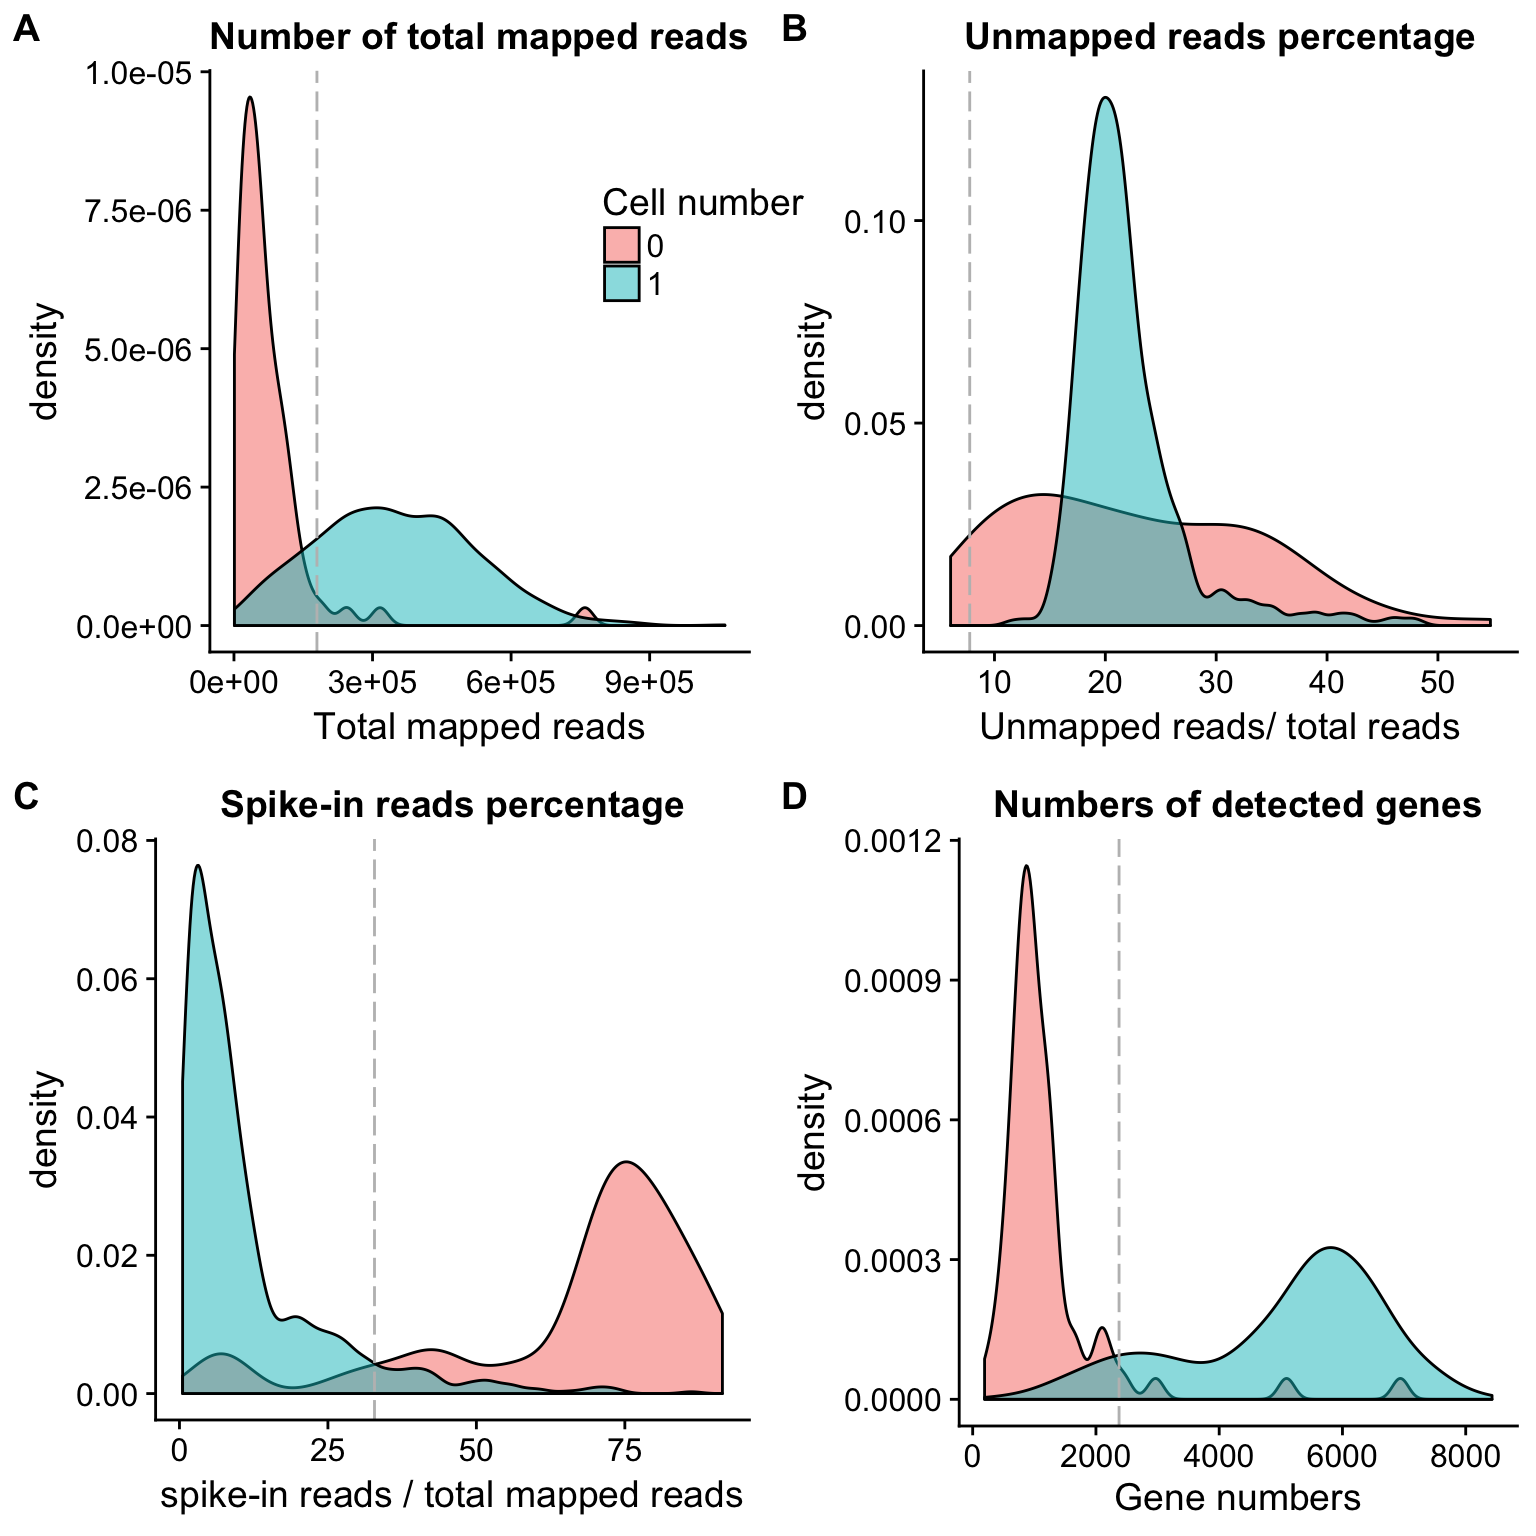 A
Number of total mapped reads
1.0e-05
7.5e-06
5.0e-06
2.5e-06
0.0e+00
density
0e+00 3e+05 6e+05 9e+05
Total mapped reads
Cell number
0
1
B
Unmapped reads percentage
0.10
0.05
0.00
density
10 20 30 40 50
Unmapped reads/ total reads
C
Spike-in reads percentage
0.08
0.06
0.04
0.02
0.00
density
0 25 50 75
spike-in reads / total mapped reads
D
Numbers of detected genes
0.0012
0.0009
0.0006
0.0003
0.0000
density
0 2000 4000 6000 8000
Gene numbers